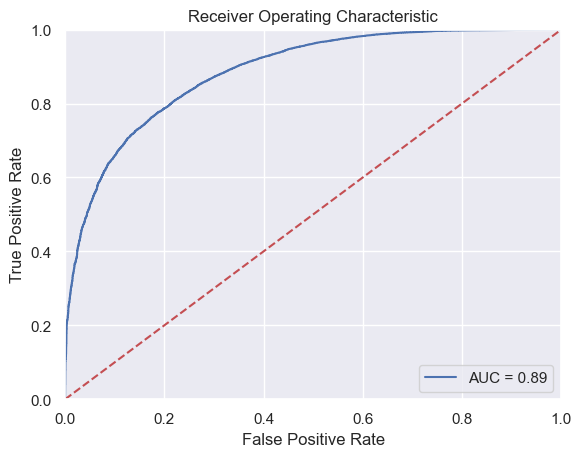 Receiver Operating Characteristic
1.0
0.8
0.6
0.4
0.2
0.0
True Positive Rate
AUC = 0.89
0.0 0.2 0.4 0.6 0.8 1.0
False Positive Rate